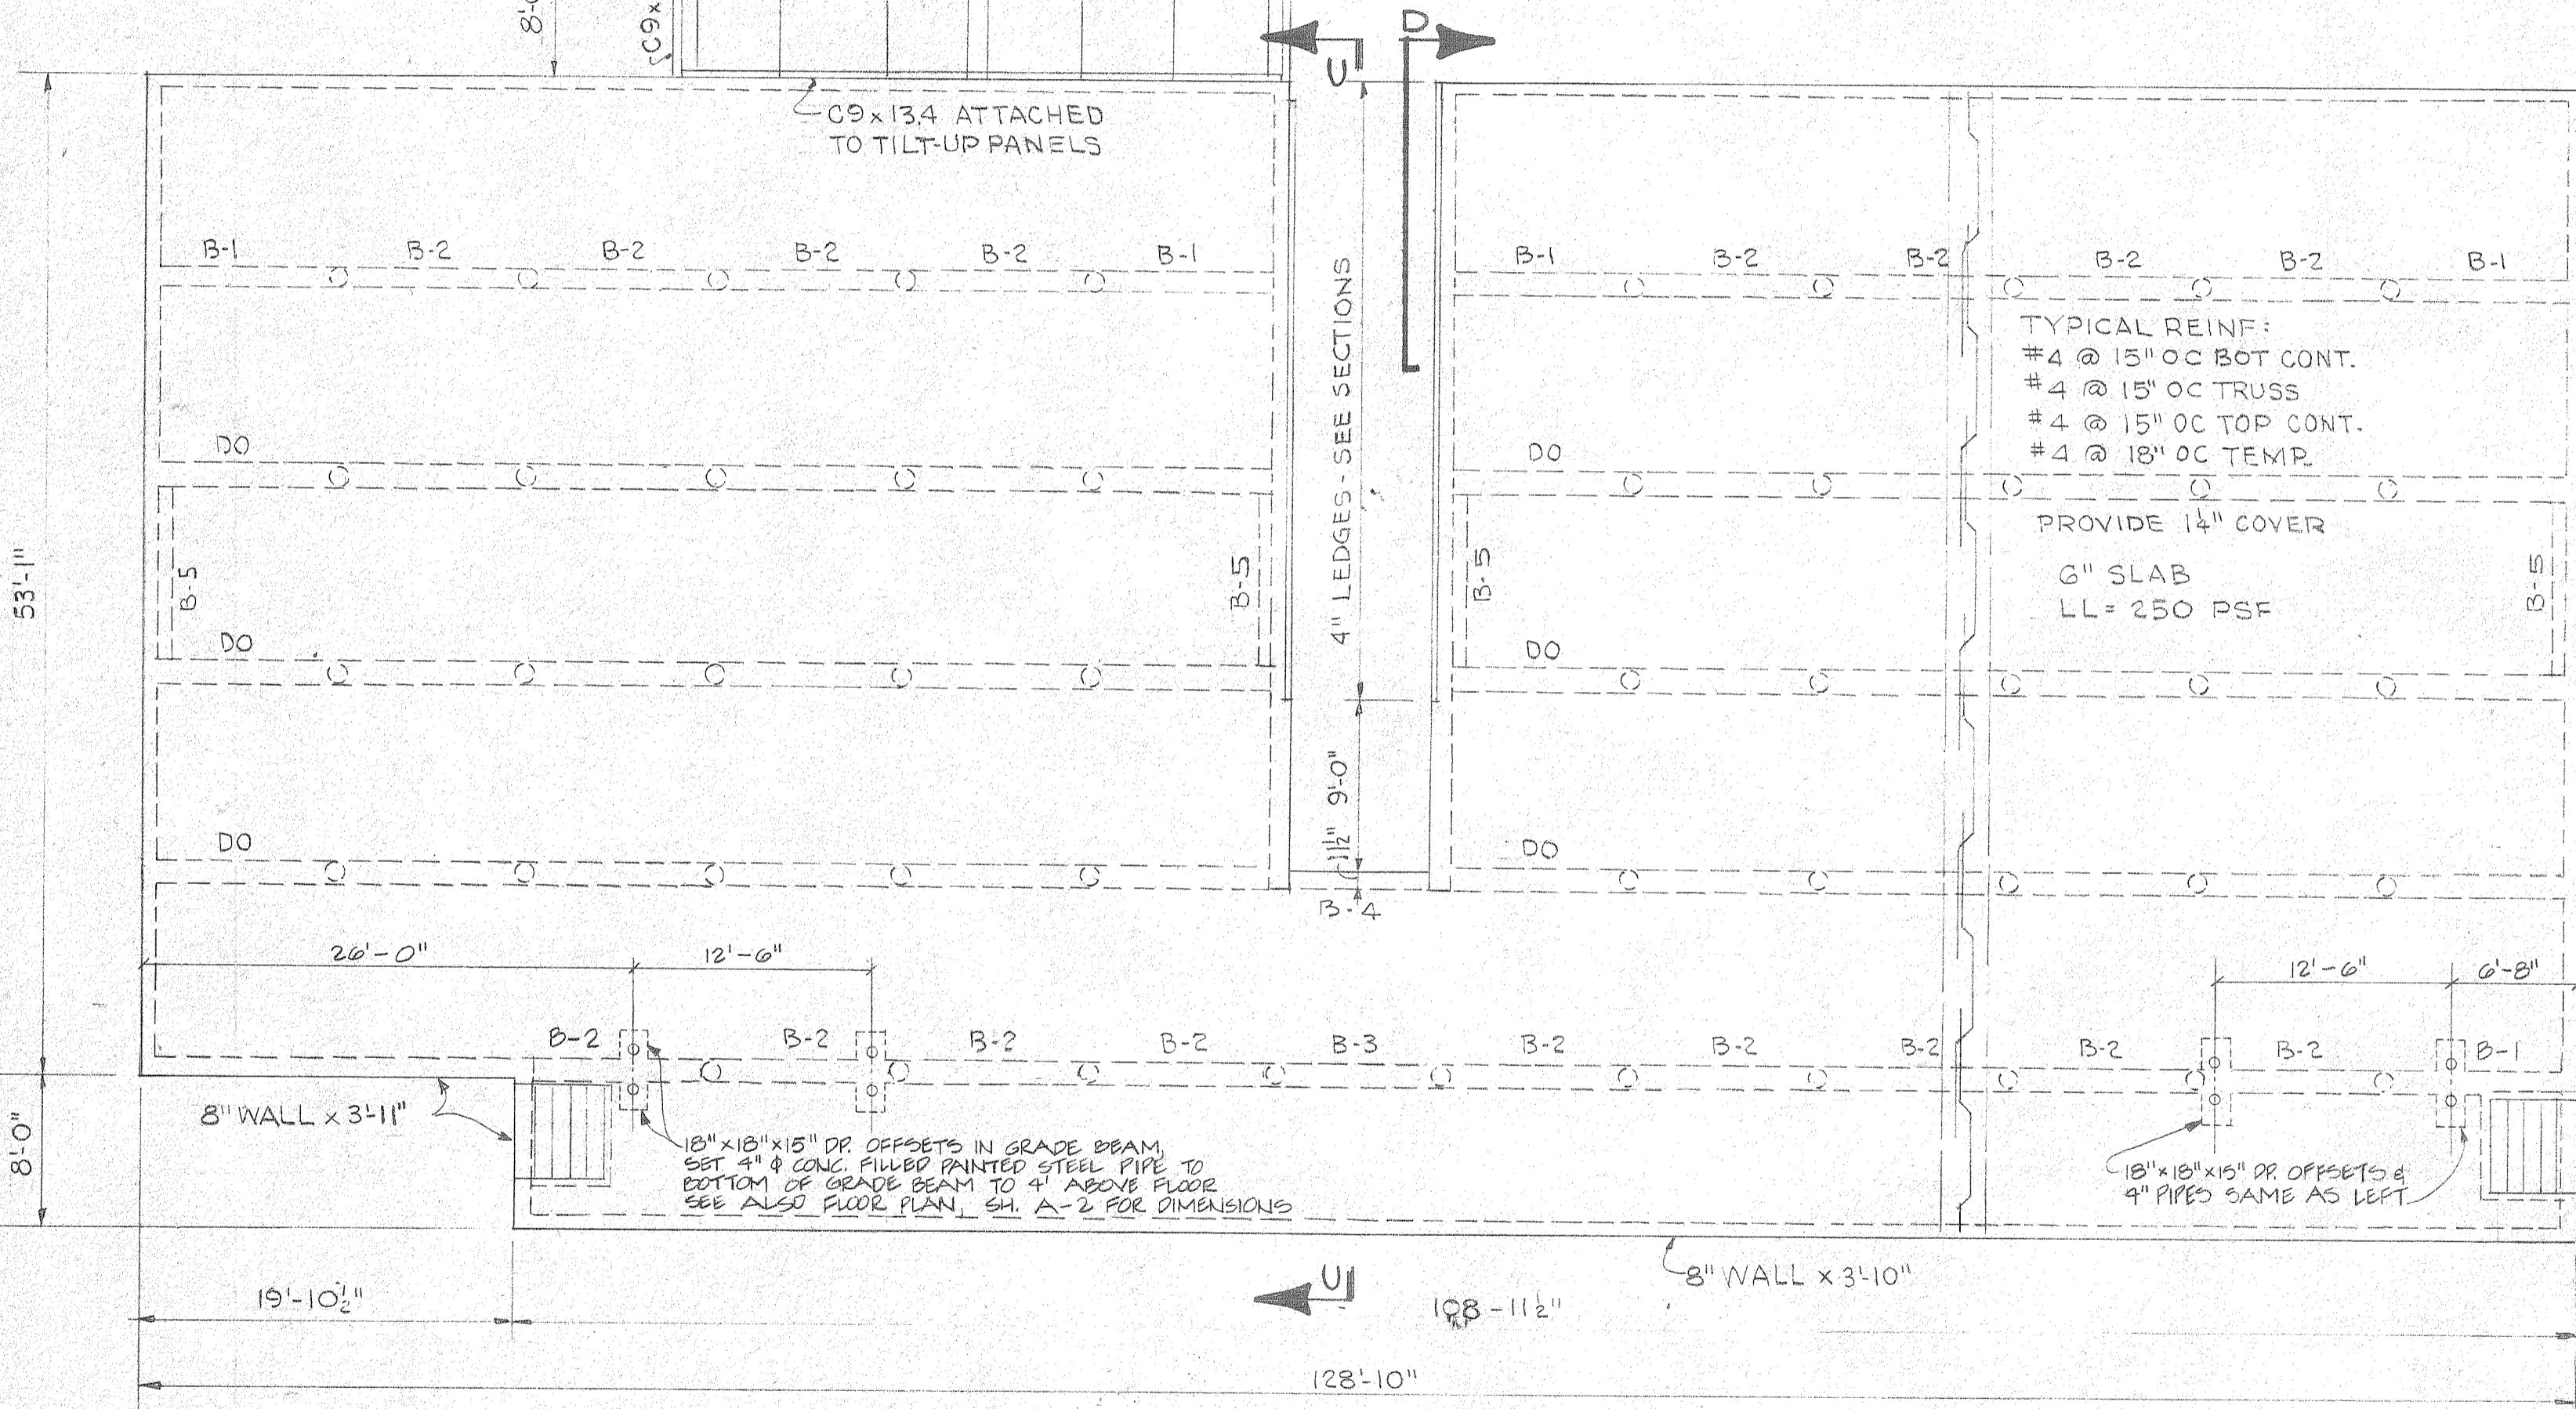 8'-
C9x
D
U
C9 x 13.4 ATTACHED
TO TILT-UP PANELS
B-1 B-2 B-2 B-2 B-2 B-1
B-1 B-2 B-2 B-2 B-2 B-1
4" LEDGES - SEE SECTIONS
TYPICAL REINF:
#4 @ 15" OC BOT CONT.
#4 @ 15" OC TRUSS
#4 @ 15" OC TOP CONT.
#4 @ 18" OC TEMP.
DO
DO
PROVIDE 1¼" COVER
6" SLAB
LL = 250 PSF
53'-1"
B-5
B-5
B-5
B-5
DO
DO
9'-0"
11½"
DO
DO
B-4
26'-0" 12'-6"
12'-6" 6'-8"
B-2 B-2 B-2 B-2 B-3 B-2 B-2 B-2 B-2 B-2 B-1
8" WALL x 3'-11"
8'-0"
18" x 18" x 15" DP. OFFSETS IN GRADE BEAM,
SET 4" φ CONC. FILLED PAINTED STEEL PIPE TO
BOTTOM OF GRADE BEAM TO 4' ABOVE FLOOR
SEE ALSO FLOOR PLAN, SH. A-2 FOR DIMENSIONS
18" x 18" x 15" DP. OFFSETS &
4" PIPES SAME AS LEFT
8" WALL x 3'-10"
19'-10½"
U
108-11½"
128'-10"